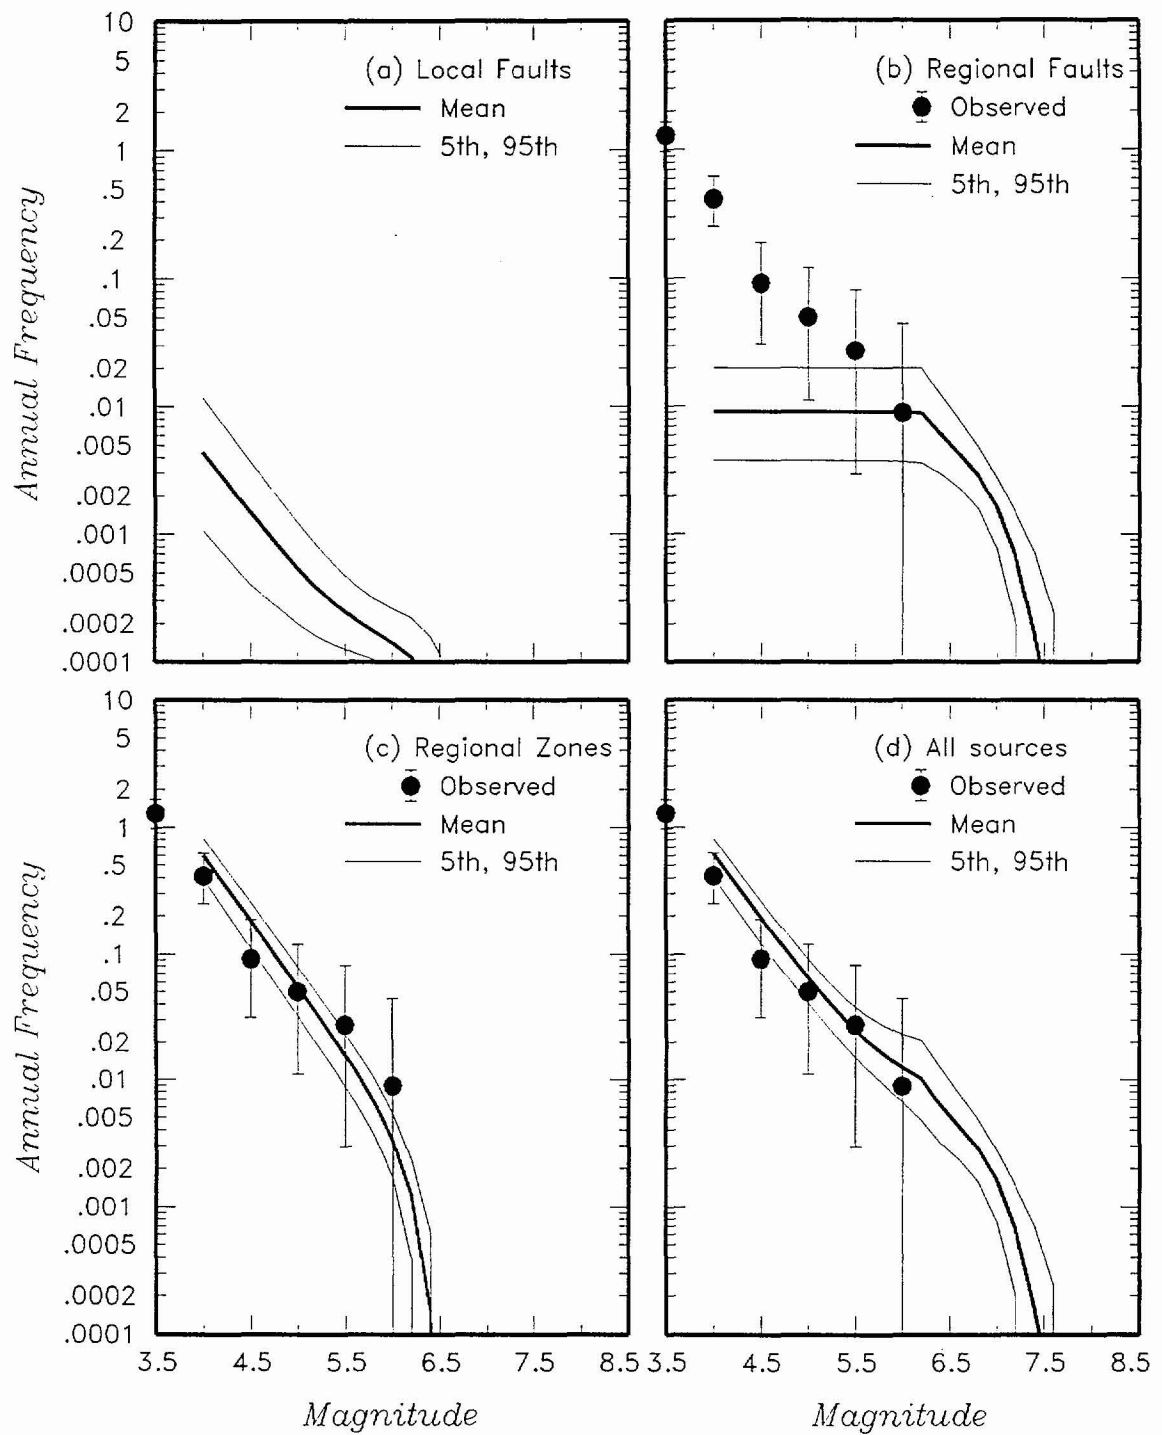 10
5
2
1
.5
.2
.1
.05
.02
.01
.005
.002
.001
.0005
.0002
.0001
Annual Frequency
(a) Local Faults
Mean
5th, 95th
(b) Regional Faults
Observed
Mean
5th, 95th
10
5
2
1
.5
.2
.1
.05
.02
.01
.005
.002
.001
.0005
.0002
.0001
Annual Frequency
(c) Regional Zones
Observed
Mean
5th, 95th
(d) All sources
Observed
Mean
5th, 95th
3.5 4.5 5.5 6.5 7.5 8.5 3.5 4.5 5.5 6.5 7.5 8.5
Magnitude Magnitude